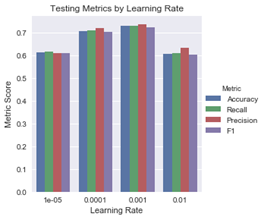 Testing Metrics by Learning Rate
0.7
0.6
0.5
0.4
0.3
0.2
0.1
0.0
Metric Score
1e-05 0.0001 0.001 0.01
Learning Rate
Metric
Accuracy
Recall
Precision
F1